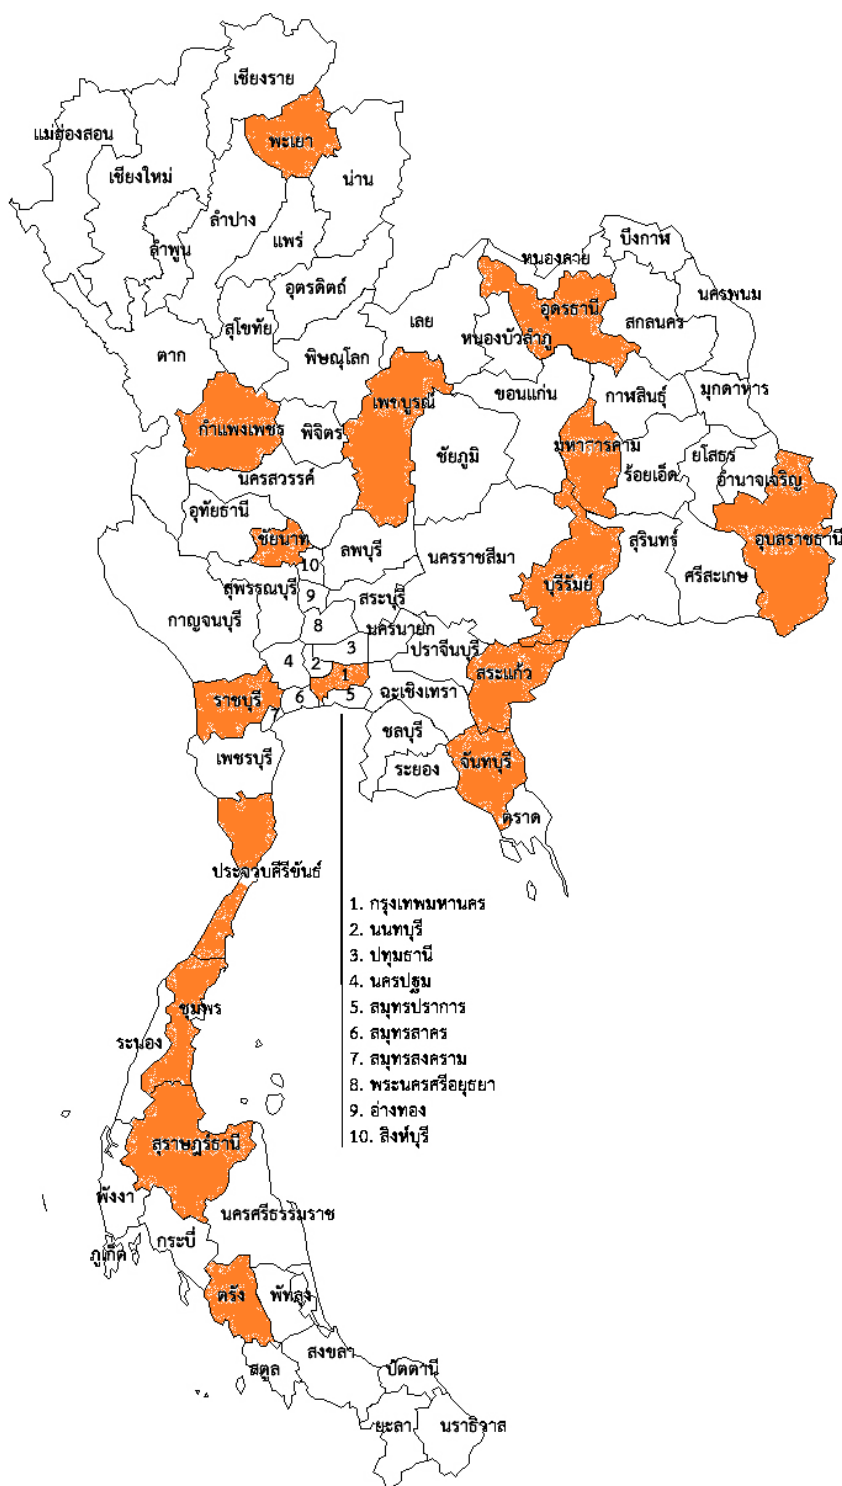 เชียงราย
แม่ฮ่องสอน
พะเยา
เชียงใหม่
น่าน
ลำปาง
ลำพูน
แพร่
บึงกาฬ
หนองคาย
อุตรดิตถ์
นครพนม
อุดรธานี
เลย
สกลนคร
สุโขทัย
หนองบัวลำภู
ตาก
พิษณุโลก
ขอนแก่น
กาฬสินธุ์
มุกดาหาร
เพชบูรณ์
กำแพงเพชร
พิจิตร
มหาสารคาม
ยโสธร
ชัยภูมิ
ร้อยเอ็ด
อำนาจเจริญ
นครสวรรค์
อุทัยธานี
ชัยนาท
ลพบุรี
นครราชสีมา
สุรินทร์
อุบลราชธานี
10
สุพรรณบุรี
9
สระบุรี
บุรีรัมย์
ศรีสะเกษ
กาญจนบุรี
8
นครนายก
3
ปราจีนบุรี
4
2
1
สระแก้ว
ราชบุรี
6
5
ฉะเชิงเทรา
7
ชลบุรี
เพชรบุรี
ระยอง
จันทบุรี
ตราด
ประจวบคีรีขันธ์
1. กรุงเทพมหานคร
2. นนทบุรี
3. ปทุมธานี
4. นครปฐม
5. สมุทรปราการ
6. สมุทรสาคร
7. สมุทรสงคราม
8. พระนครศรีอยุธยา
9. อ่างทอง
10. สิงห์บุรี
ชุมพร
ระนอง
สุราษฎร์ธานี
พังงา
นครศรีธรรมราช
กระบี่
ภูเก็ต
ตรัง
พัทลุง
สงขลา
สตูล
ปัตตานี
ยะลา
นราธิวาส